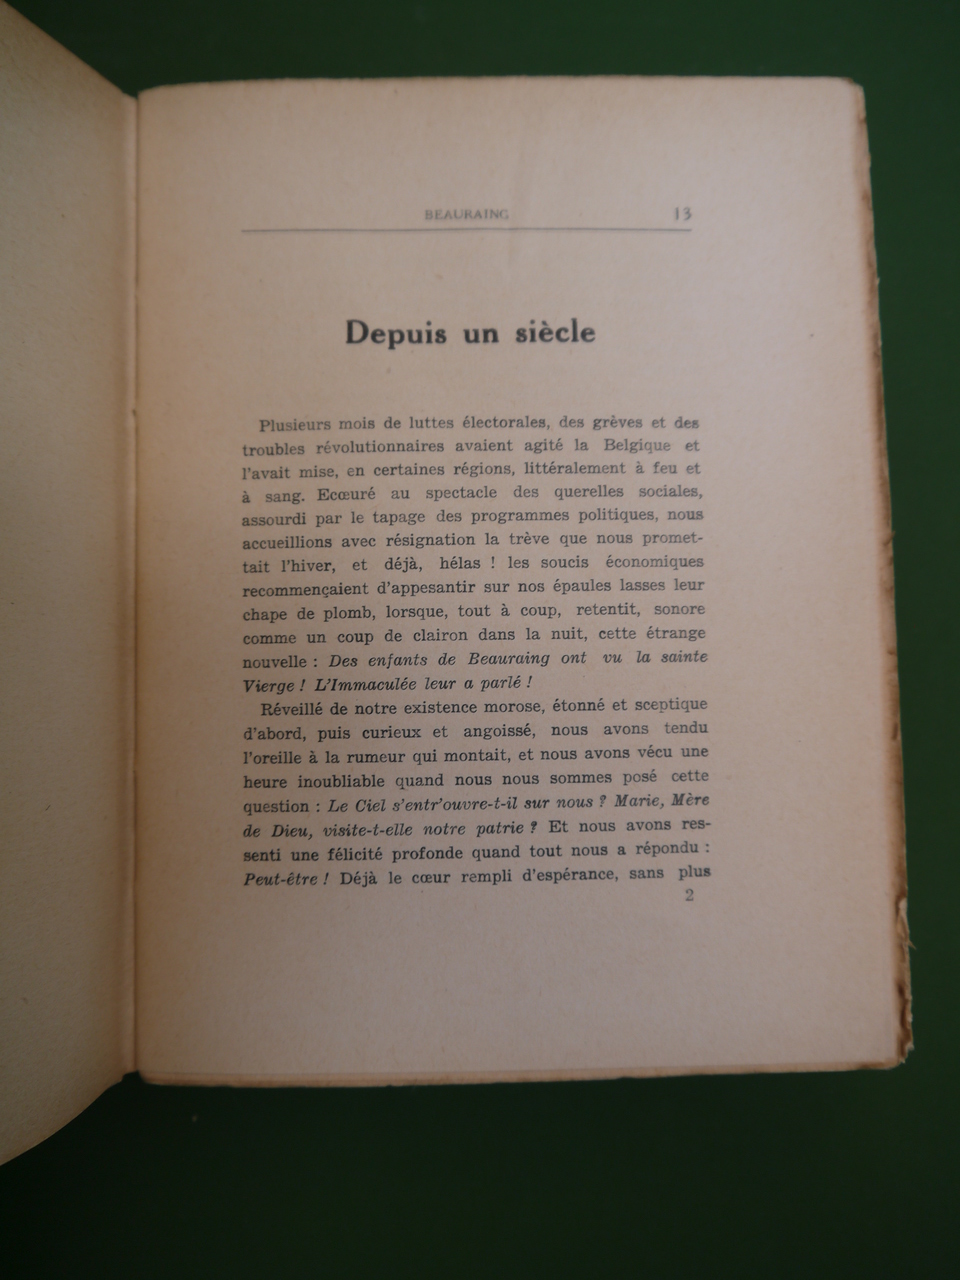 BEAURAING 13
Depuis un siècle
Plusieurs mois de luttes électorales, des grèves et des
troubles révolutionnaires avaient agité la Belgique et
l'avait mise, en certaines régions, littéralement à feu et
à sang. Ecœuré au spectacle des querelles sociales,
assourdi par le tapage des programmes politiques, nous
accueillions avec résignation la trève que nous promet-
tait l'hiver, et déjà, hélas ! les soucis économiques
recommençaient d'appesantir sur nos épaules lasses leur
chape de plomb, lorsque, tout à coup, retentit, sonore
comme un coup de clairon dans la nuit, cette étrange
nouvelle : Des enfants de Beauraing ont vu la sainte
Vierge ! L'Immaculée leur a parlé !
Réveillé de notre existence morose, étonné et sceptique
d'abord, puis curieux et angoissé, nous avons tendu
l'oreille à la rumeur qui montait, et nous avons vécu une
heure inoubliable quand nous nous sommes posé cette
question : Le Ciel s'entr'ouvre-t-il sur nous ? Marie, Mère
de Dieu, visite-t-elle notre patrie ? Et nous avons res-
senti une félicité profonde quand tout nous a répondu :
Peut-être ! Déjà le cœur rempli d'espérance, sans plus
2